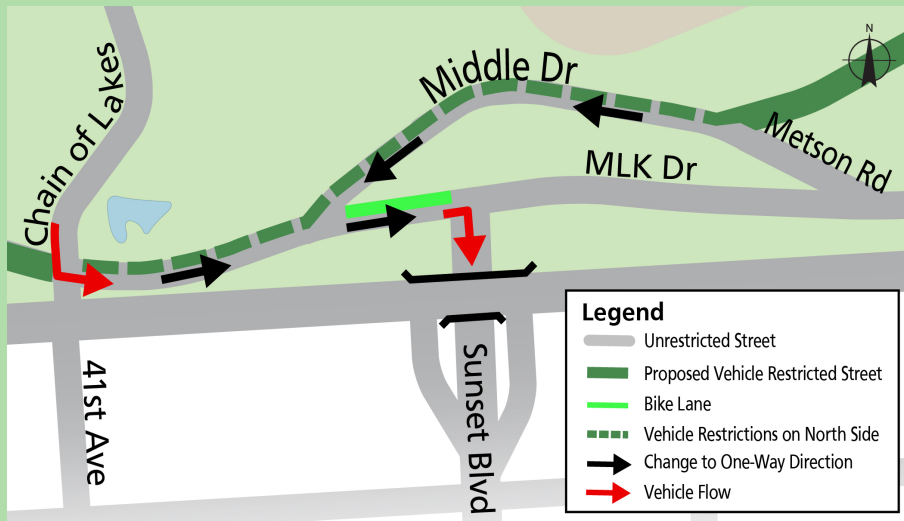 N
Middle Dr
Chain of Lakes
Metson Rd
MLK Dr
41st Ave
Sunset Blvd
Legend
Unrestricted Street
Proposed Vehicle Restricted Street
Bike Lane
Vehicle Restrictions on North Side
Change to One-Way Direction
Vehicle Flow